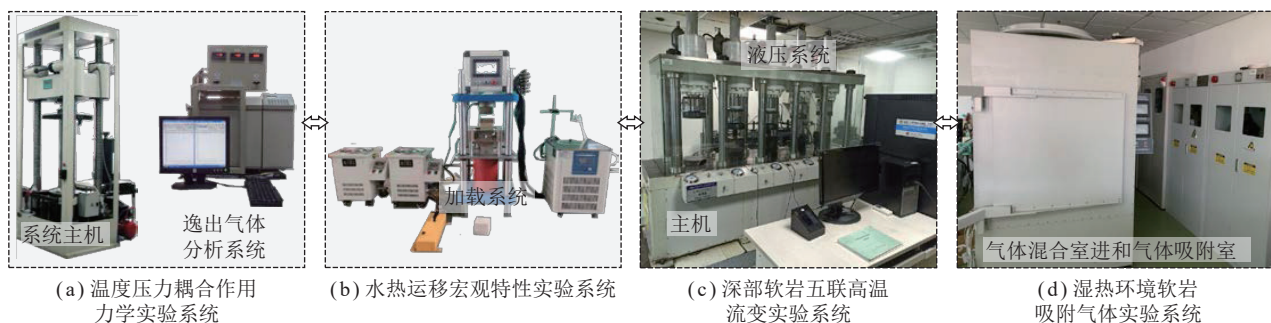 系统主机
逸出气体
分析系统
加载系统
液压系统
主机
气体混合室进和气体吸附室
(a) 温度压力耦合作用
力学实验系统
(b) 水热运移宏观特性实验系统
(c) 深部软岩五联高温
流变实验系统
(d) 湿热环境软岩
吸附气体实验系统